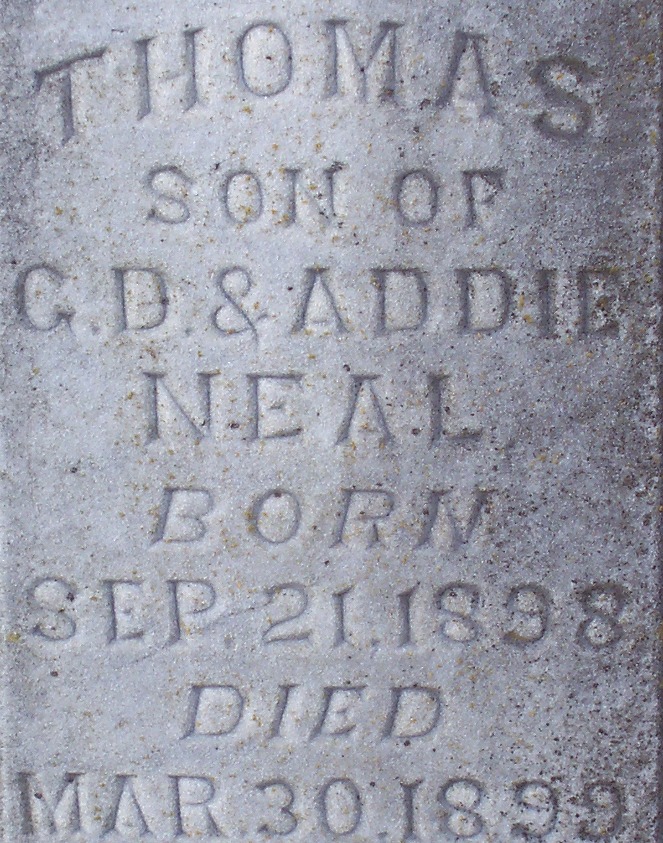 THOMAS
SON OF
G.D.&ADDIE
NEAL,
BORN
SEP. 21,1898
DIED
MAR.30,1899